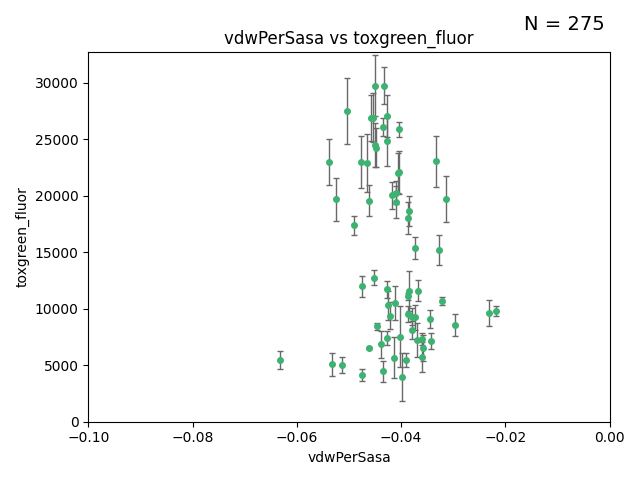 N = 275
vdwPerSasa vs toxgreen_fluor
toxgreen_fluor
30000
25000
20000
15000
10000
5000
0
−0.10 −0.08 −0.06 −0.04 −0.02 0.00
vdwPerSasa